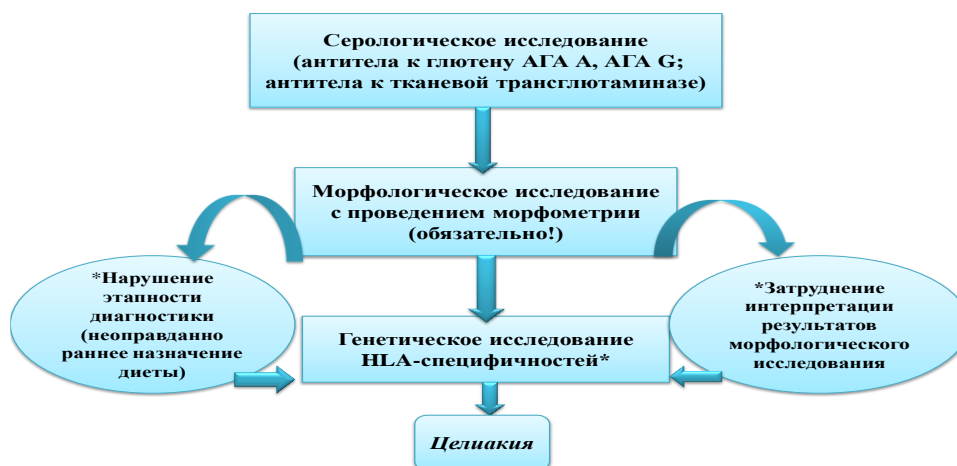 Серологическое исследование
(антитела к глютену АГА А, АГА G;
антитела к тканевой трансглютаминазе)
Морфологическое исследование
с проведением морфометрии
(обязательно!)
*Нарушение
этапности
диагностики
(неоправданно
раннее назначение
диеты)
*Затруднение
интерпретации
результатов
морфологического
исследования
Генетическое исследование
HLA-специфичностей*
Целиакия